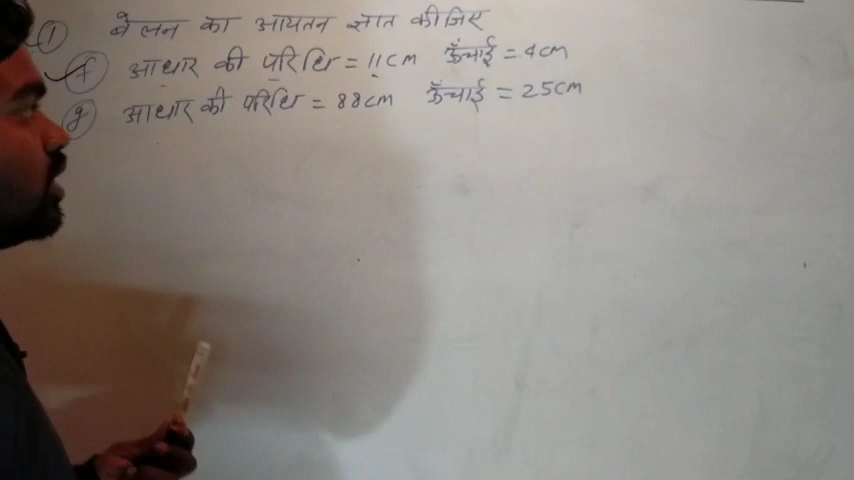 ① बेलन का आयतन ज्ञात कीजिए
f आधार की परिधि = 11cm ऊँचाई = 4cm
g आधार की परिधि = 88cm ऊँचाई = 25cm